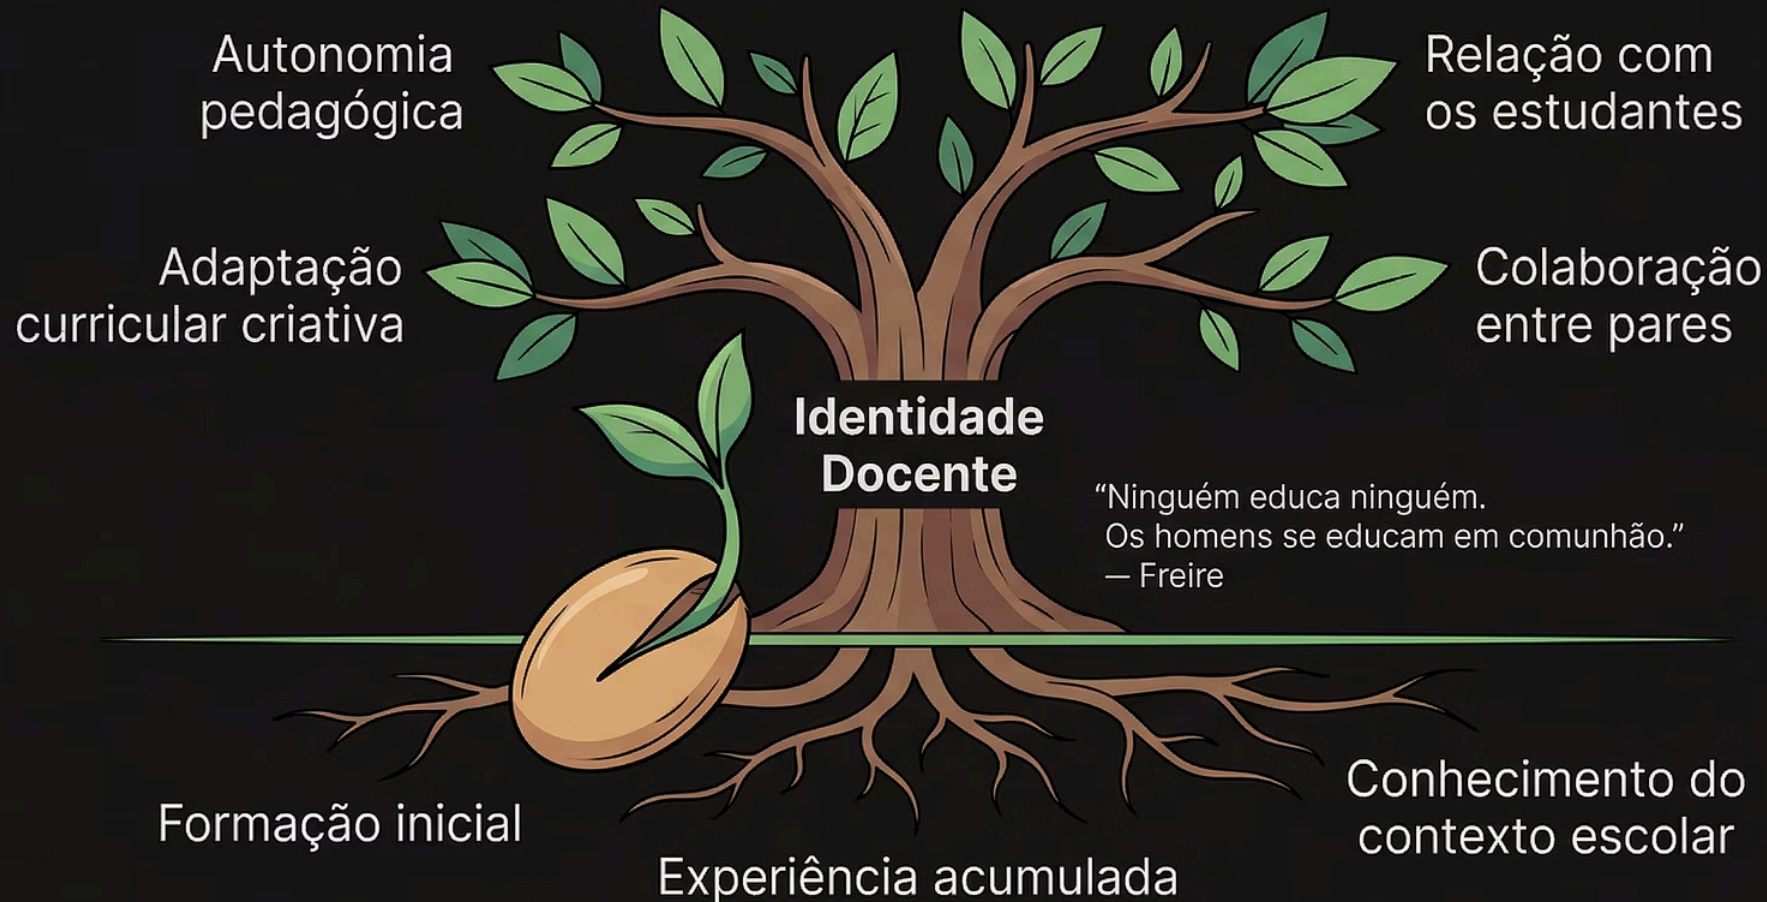 Autonomia
pedagógica
Relação com
os estudantes
Adaptação
curricular criativa
Colaboração
entre pares
Identidade
Docente
“Ninguém educa ninguém.
Os homens se educam em comunhão.”
— Freire
Formação inicial
Experiência acumulada
Conhecimento do
contexto escolar